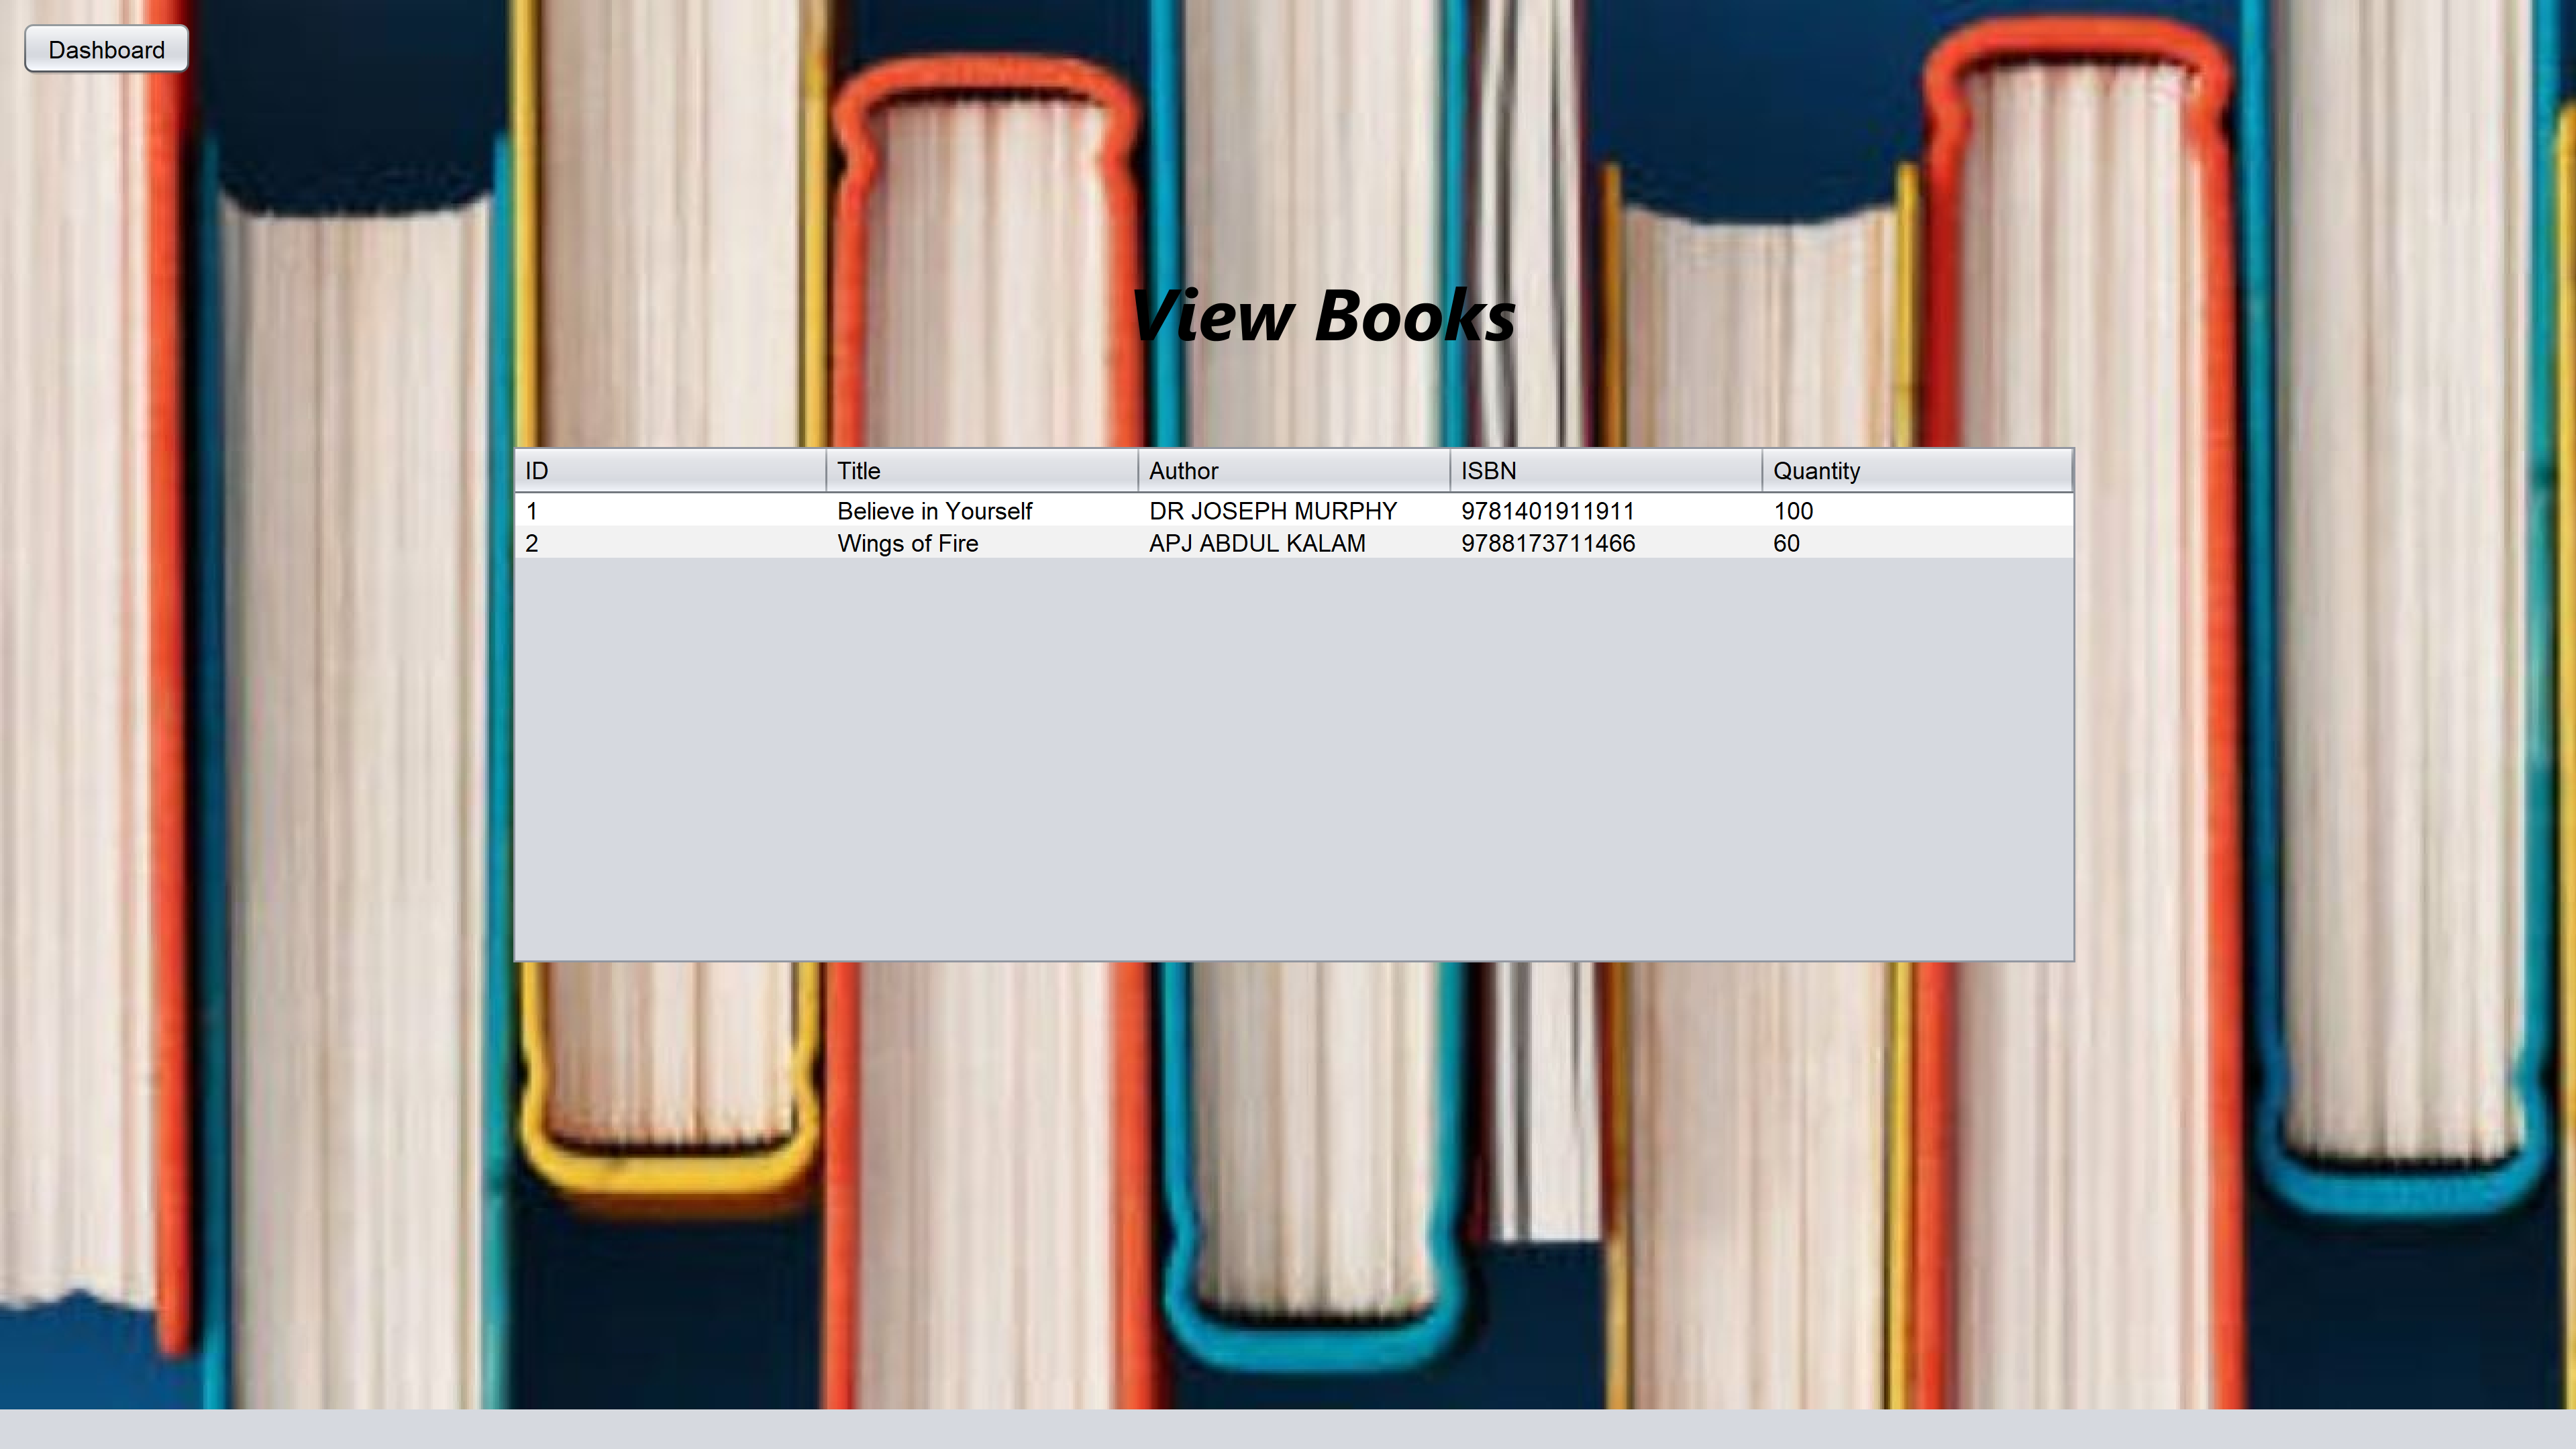 Dashboard
View Books
ID Title Author ISBN Quantity
1 Believe in Yourself DR JOSEPH MURPHY 9781401911911 100
2 Wings of Fire APJ ABDUL KALAM 9788173711466 60